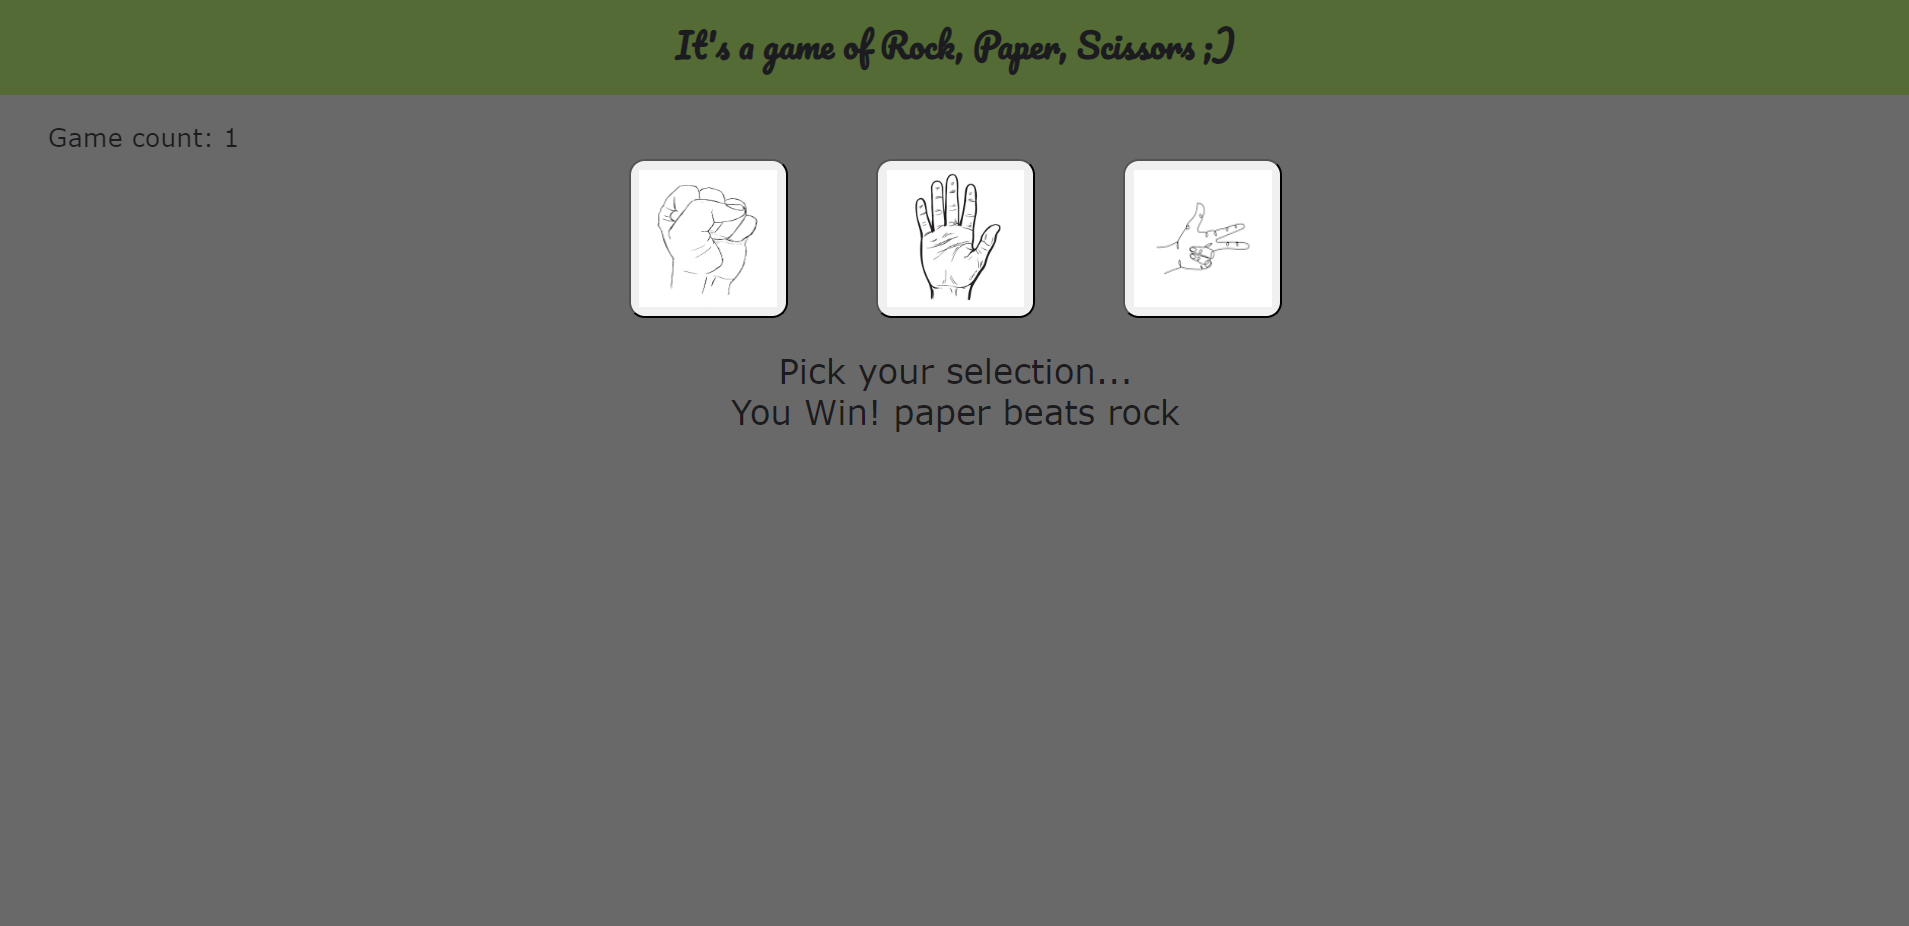 It's a game of Rock, Paper, Scissors ;)
Game count: 1
Pick your selection...
You Win! paper beats rock